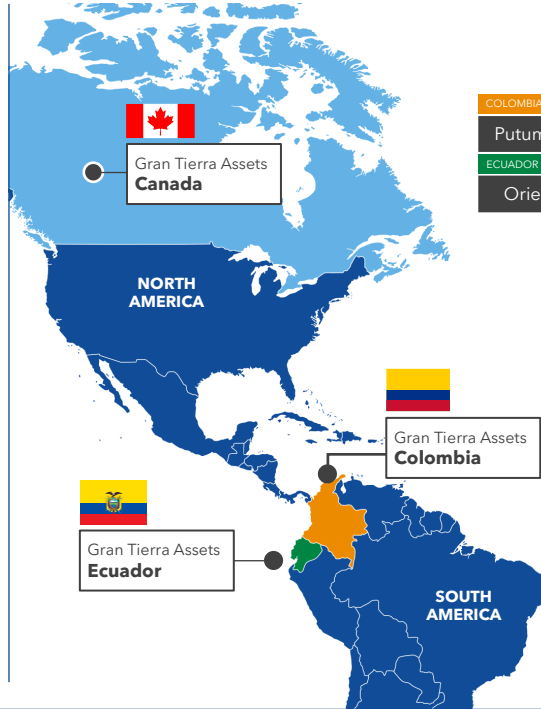 Gran Tierra Assets
Canada
COLOMBIA
ECUADOR
NORTH
AMERICA
Gran Tierra Assets
Colombia
Gran Tierra Assets
Ecuador
SOUTH
AMERICA